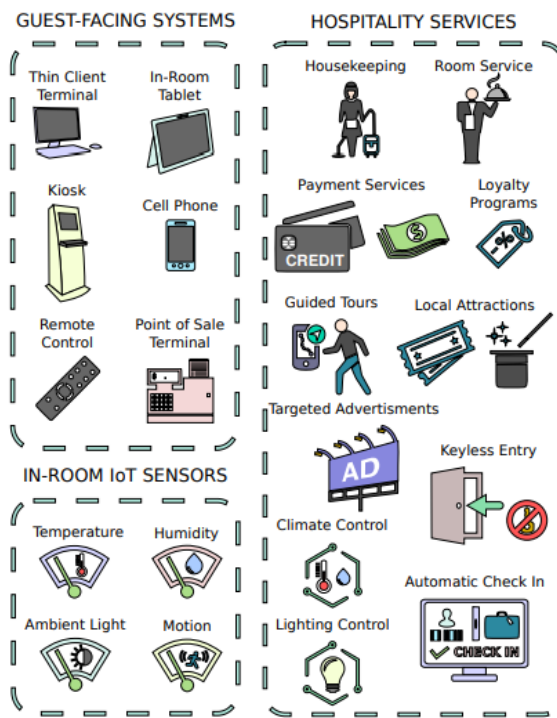 GUEST-FACING SYSTEMS
Thin Client
Terminal
In-Room
Tablet
Kiosk
Cell Phone
Remote
Control
Point of Sale
Terminal
IN-ROOM IoT SENSORS
Temperature
Humidity
Ambient Light
Motion
HOSPITALITY SERVICES
Housekeeping
Room Service
Payment Services
CREDIT
$
Loyalty
Programs
-%-
Guided Tours
Local Attractions
Targeted Advertisments
AD
Keyless Entry
Climate Control
Automatic Check In
CHECK IN
Lighting Control